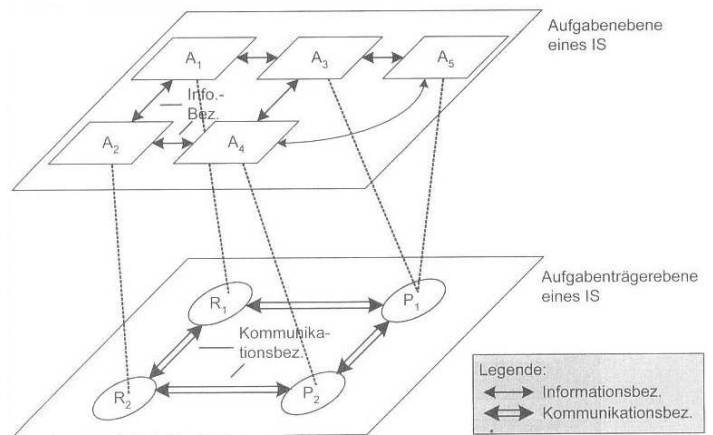 Aufgabenebene
eines IS
A1
A3
A5
Info.-
Bez.
A2
A4
Aufgabenträgerebene
eines IS
R1
P1
Kommunika-
tionsbez.
R2
P2
Legende:
Informationsbez.
Kommunikationsbez.